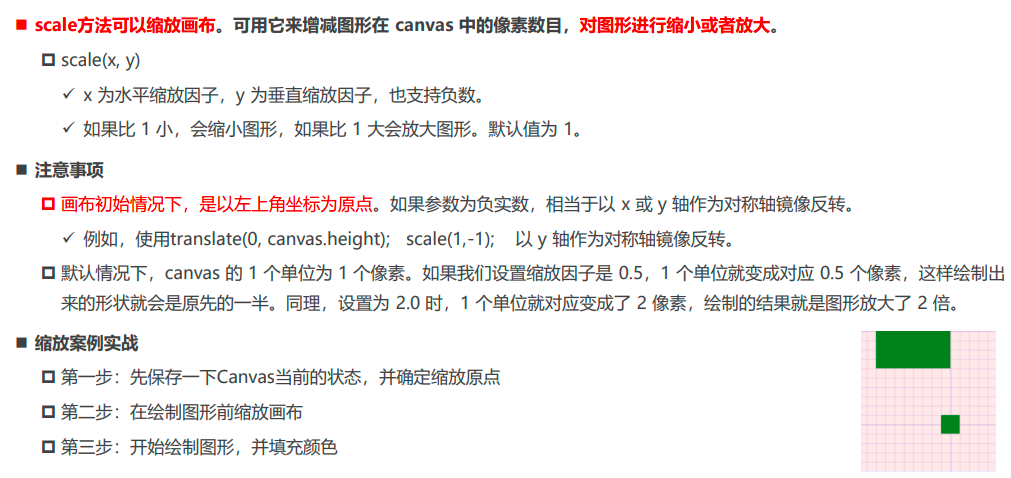 scale方法可以缩放画布。可用它来增减图形在 canvas 中的像素数目，对图形进行缩小或者放大。
scale(x, y)
x 为水平缩放因子，y 为垂直缩放因子，也支持负数。
如果比 1 小，会缩小图形，如果比 1 大会放大图形。默认值为 1。
注意事项
画布初始情况下，是以左上角坐标为原点。如果参数为负实数，相当于以 x 或 y 轴作为对称轴镜像反转。
例如，使用translate(0, canvas.height); scale(1,-1); 以 y 轴作为对称轴镜像反转。
默认情况下，canvas 的 1 个单位为 1 个像素。如果我们设置缩放因子是 0.5，1 个单位就变成对应 0.5 个像素，这样绘制出
来的形状就会是原先的一半。同理，设置为 2.0 时，1 个单位就对应变成了 2 像素，绘制的结果就是图形放大了 2 倍。
缩放案例实战
第一步：先保存一下Canvas当前的状态，并确定缩放原点
第二步：在绘制图形前缩放画布
第三步：开始绘制图形，并填充颜色